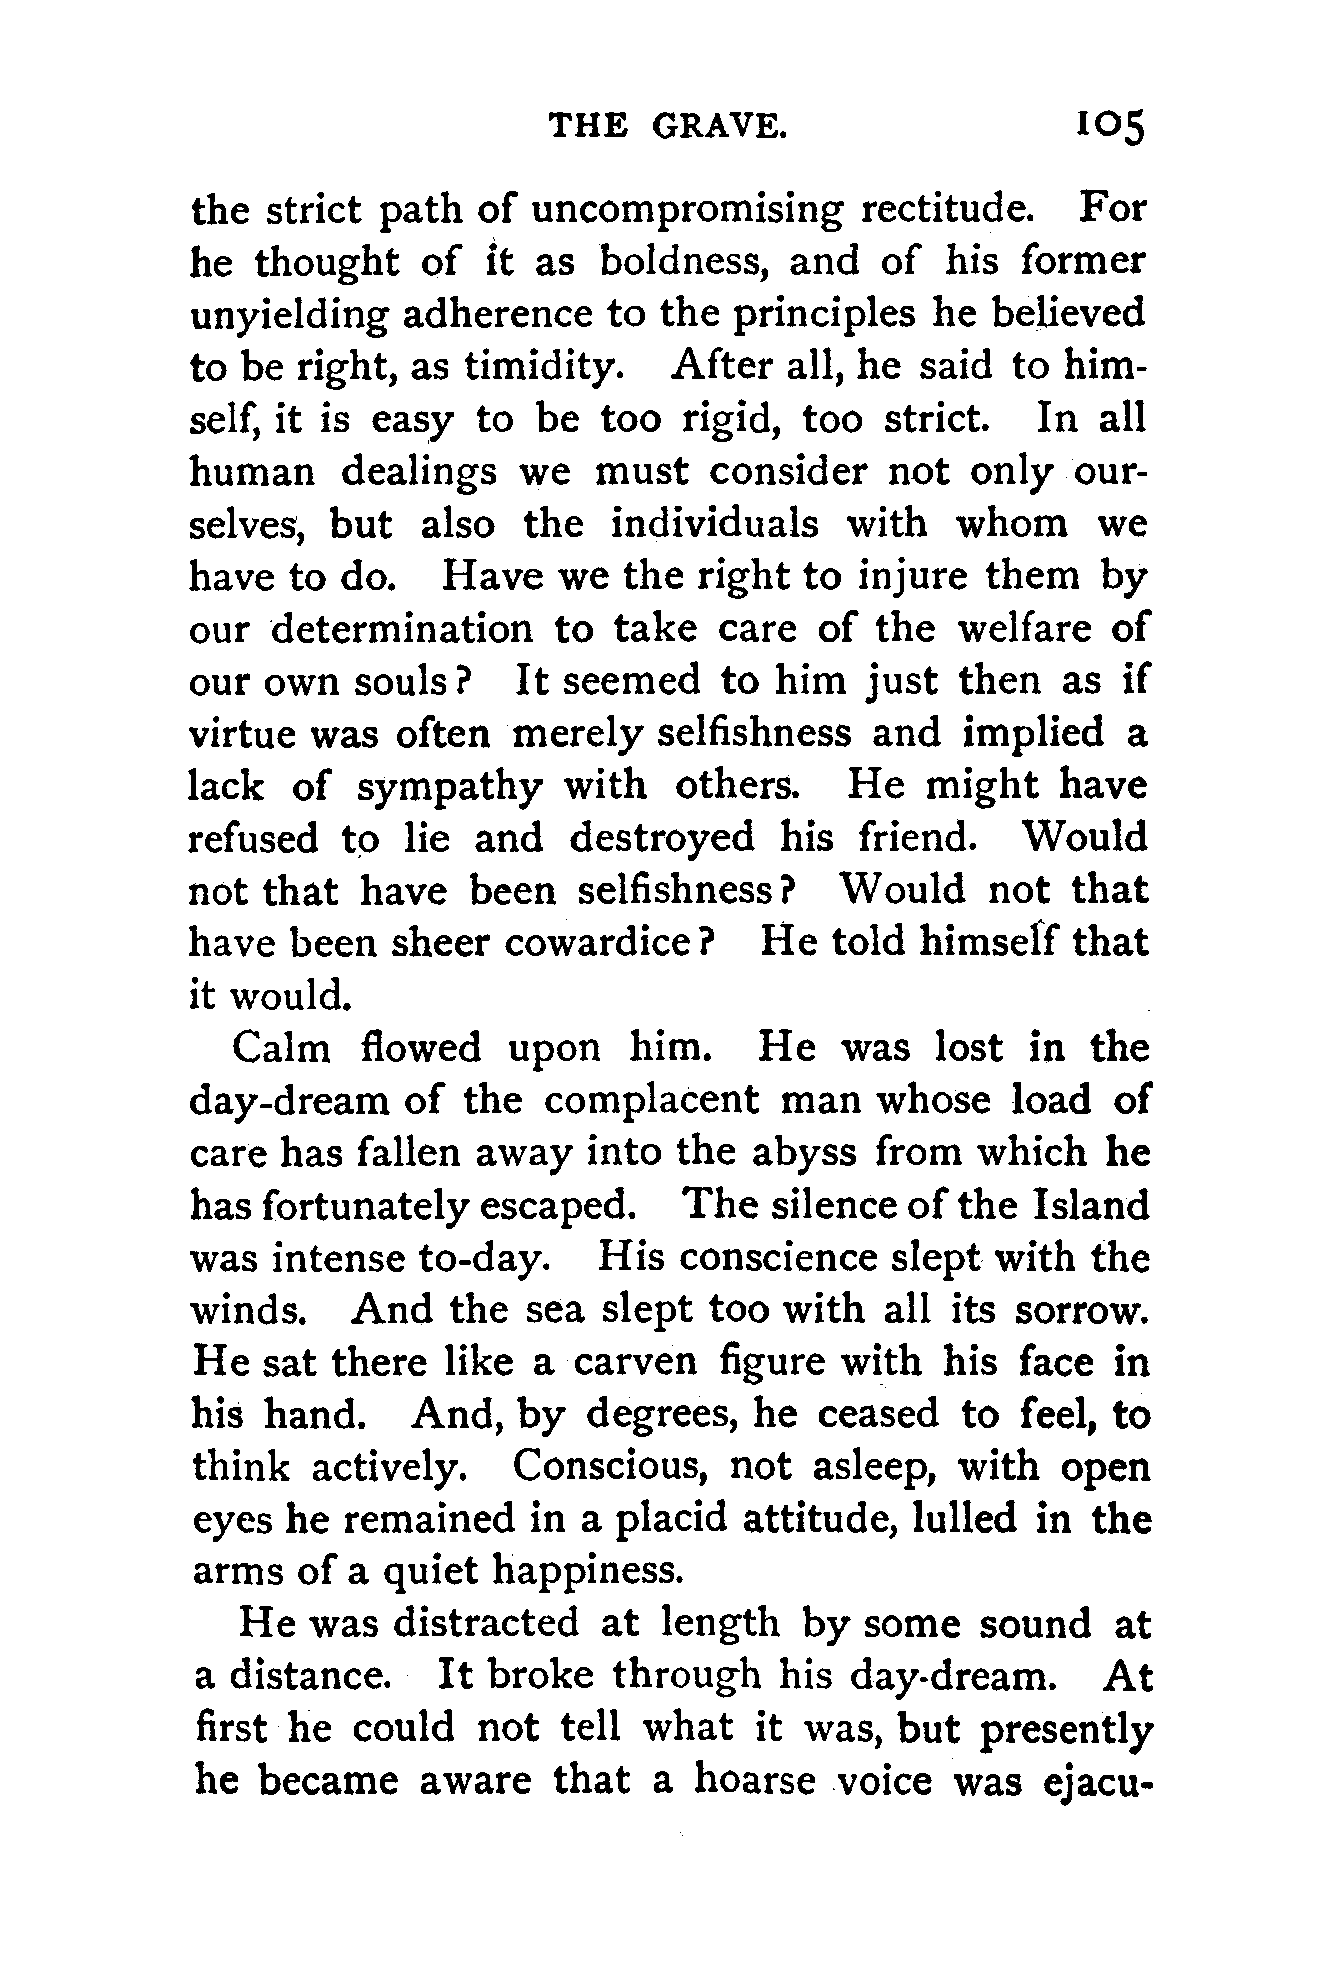 THE GRAVE. 105
the strict path of uncompromising rectitude. For
he thought of it as boldness, and of his former
unyielding adherence to the principles he believed
to be right, as timidity. After all, he said to him-
self, it is easy to be too rigid, too strict. In all
human dealings we must consider not only our-
selves, but also the individuals with whom we
have to do. Have we the right to injure them by
our determination to take care of the welfare of
our own souls? It seemed to him just then as if
virtue was often merely selfishness and implied a
lack of sympathy with others. He might have
refused to lie and destroyed his friend. Would
not that have been selfishness? Would not that
have been sheer cowardice? He told himself that
it would.
Calm flowed upon him. He was lost in the
day-dream of the complacent man whose load of
care has fallen away into the abyss from which he
has fortunately escaped. The silence of the Island
was intense to-day. His conscience slept with the
winds. And the sea slept too with all its sorrow.
He sat there like a carven figure with his face in
his hand. And, by degrees, he ceased to feel, to
think actively. Conscious, not asleep, with open
eyes he remained in a placid attitude, lulled in the
arms of a quiet happiness.
He was distracted at length by some sound at
a distance. It broke through his day-dream. At
first he could not tell what it was, but presently
he became aware that a hoarse voice was ejacu-